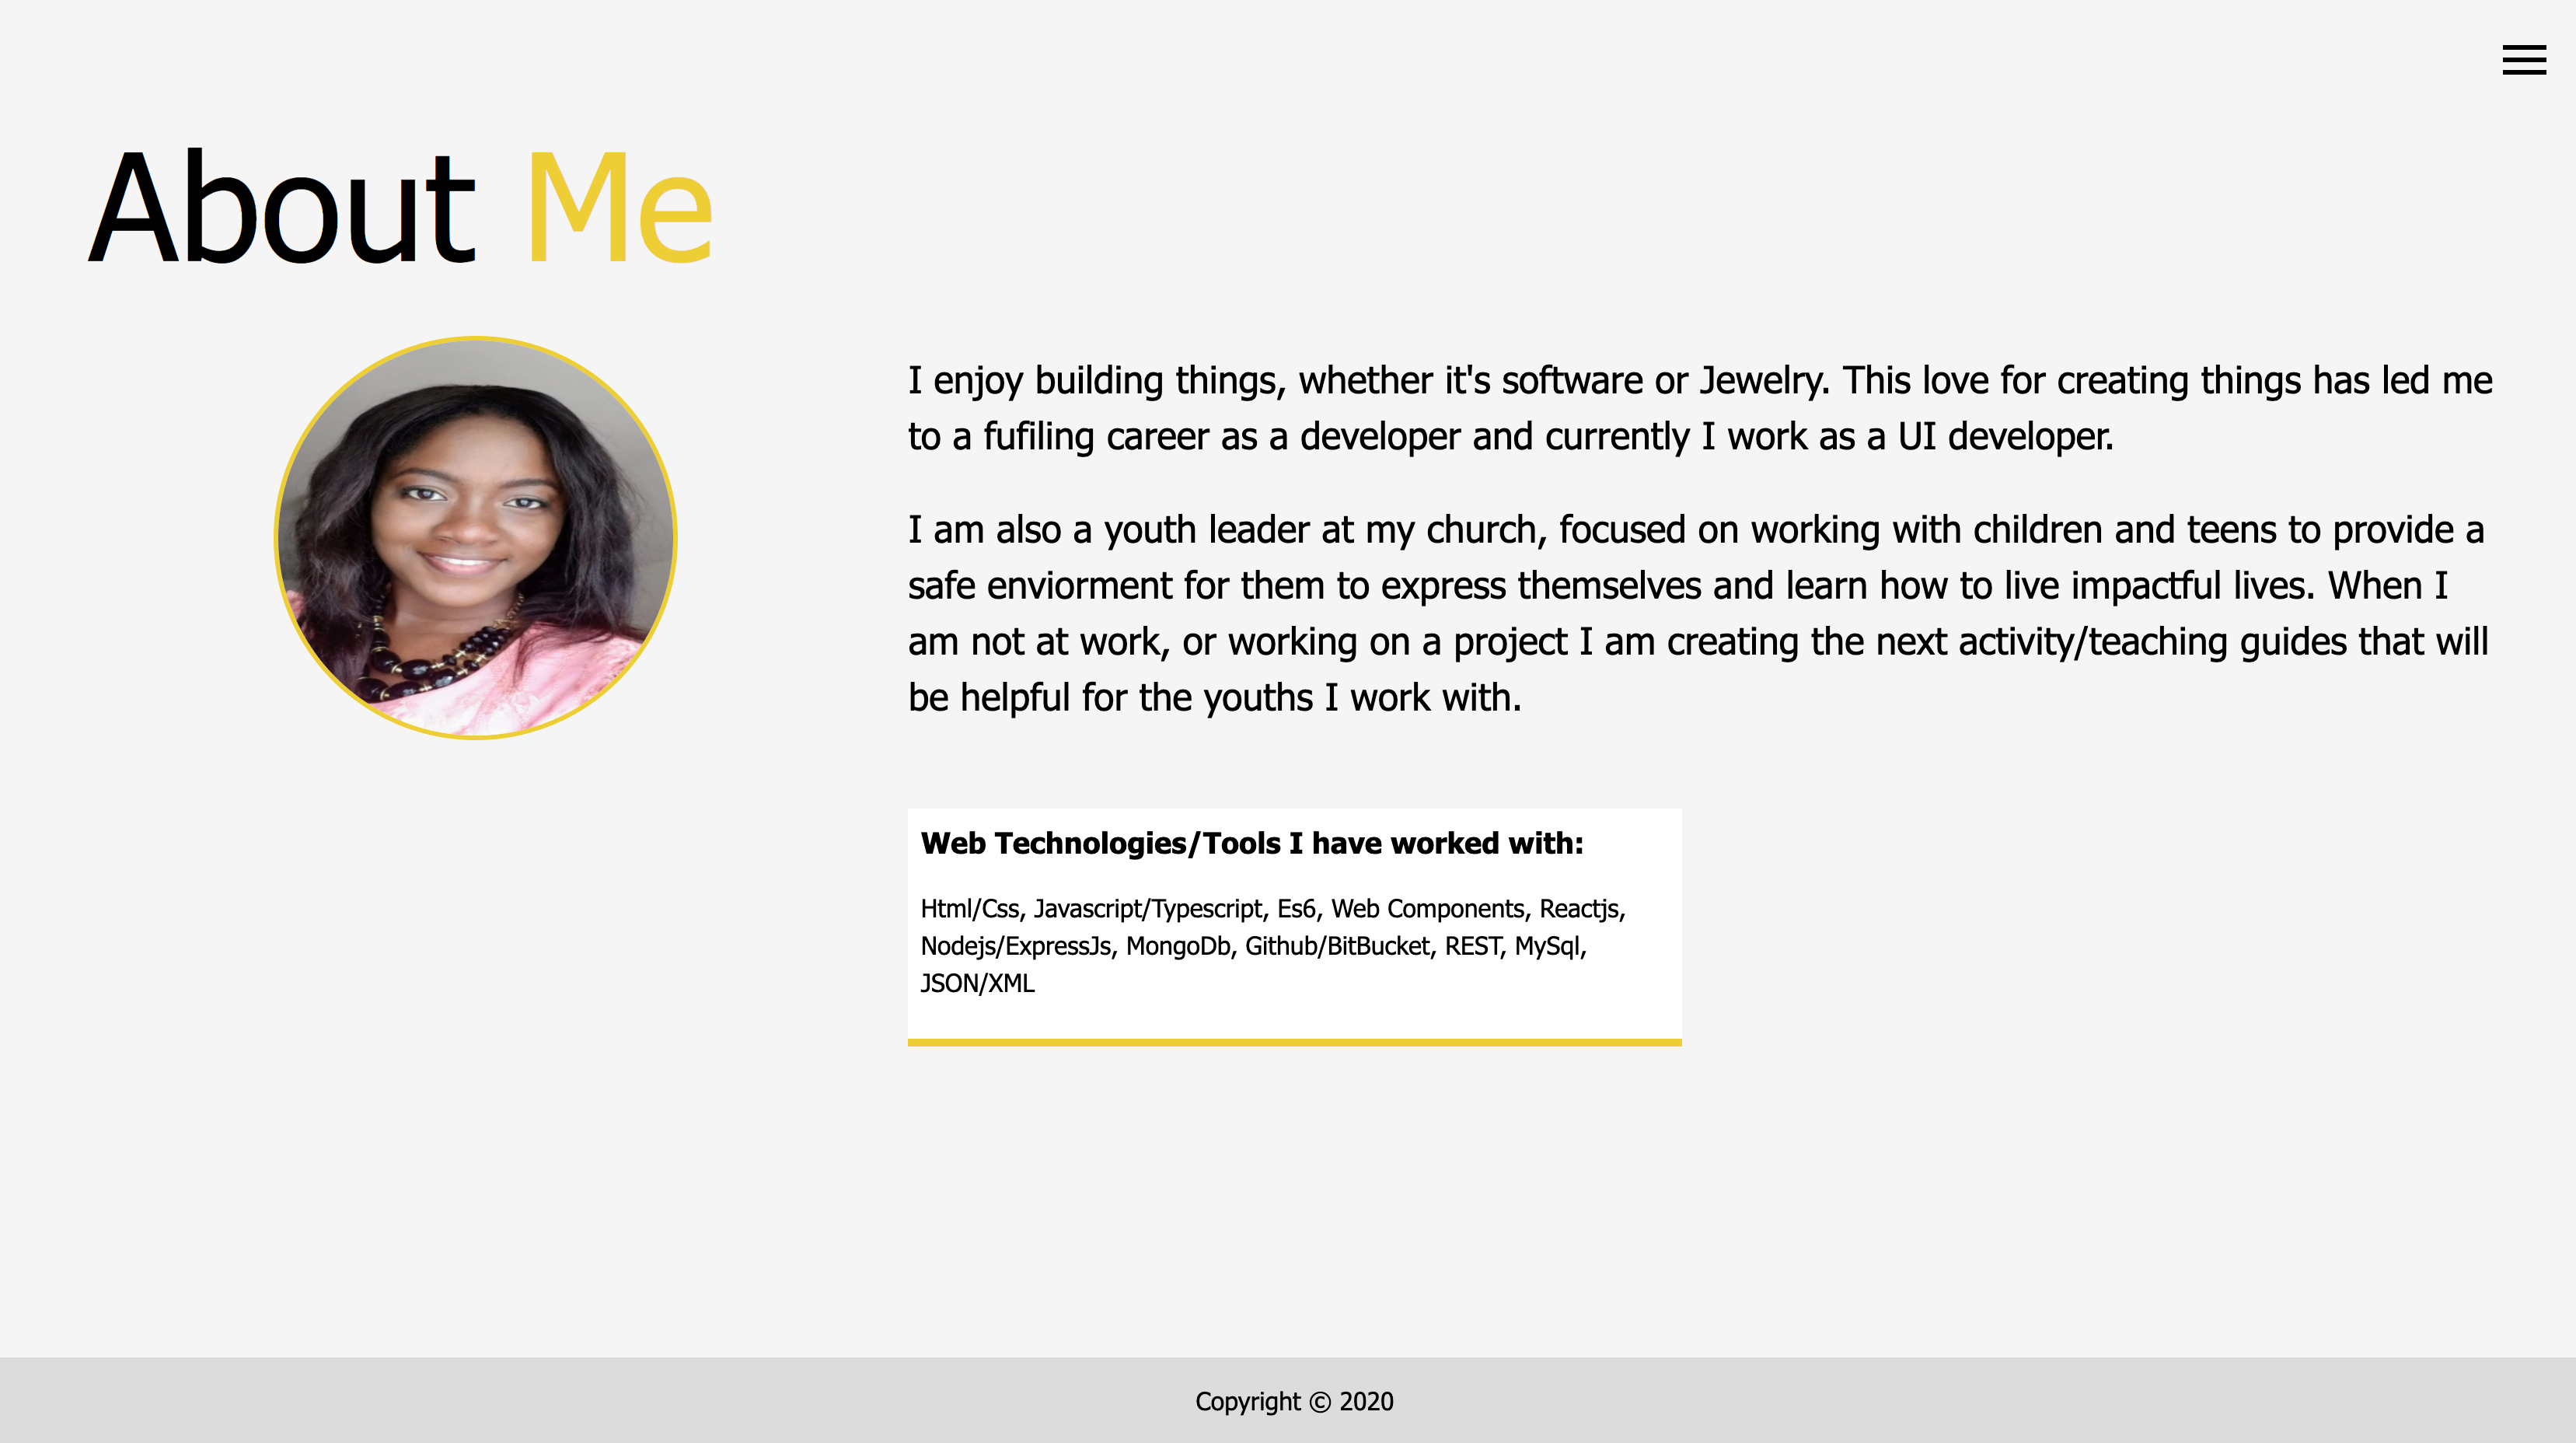 About Me
I enjoy building things, whether it's software or Jewelry. This love for creating things has led me
to a fufiling career as a developer and currently I work as a UI developer.
I am also a youth leader at my church, focused on working with children and teens to provide a
safe enviorment for them to express themselves and learn how to live impactful lives. When I
am not at work, or working on a project I am creating the next activity/teaching guides that will
be helpful for the youths I work with.
Web Technologies/Tools I have worked with:
Html/Css, Javascript/Typescript, Es6, Web Components, Reactjs,
Nodejs/ExpressJs, MongoDb, Github/BitBucket, REST, MySql,
JSON/XML
Copyright © 2020